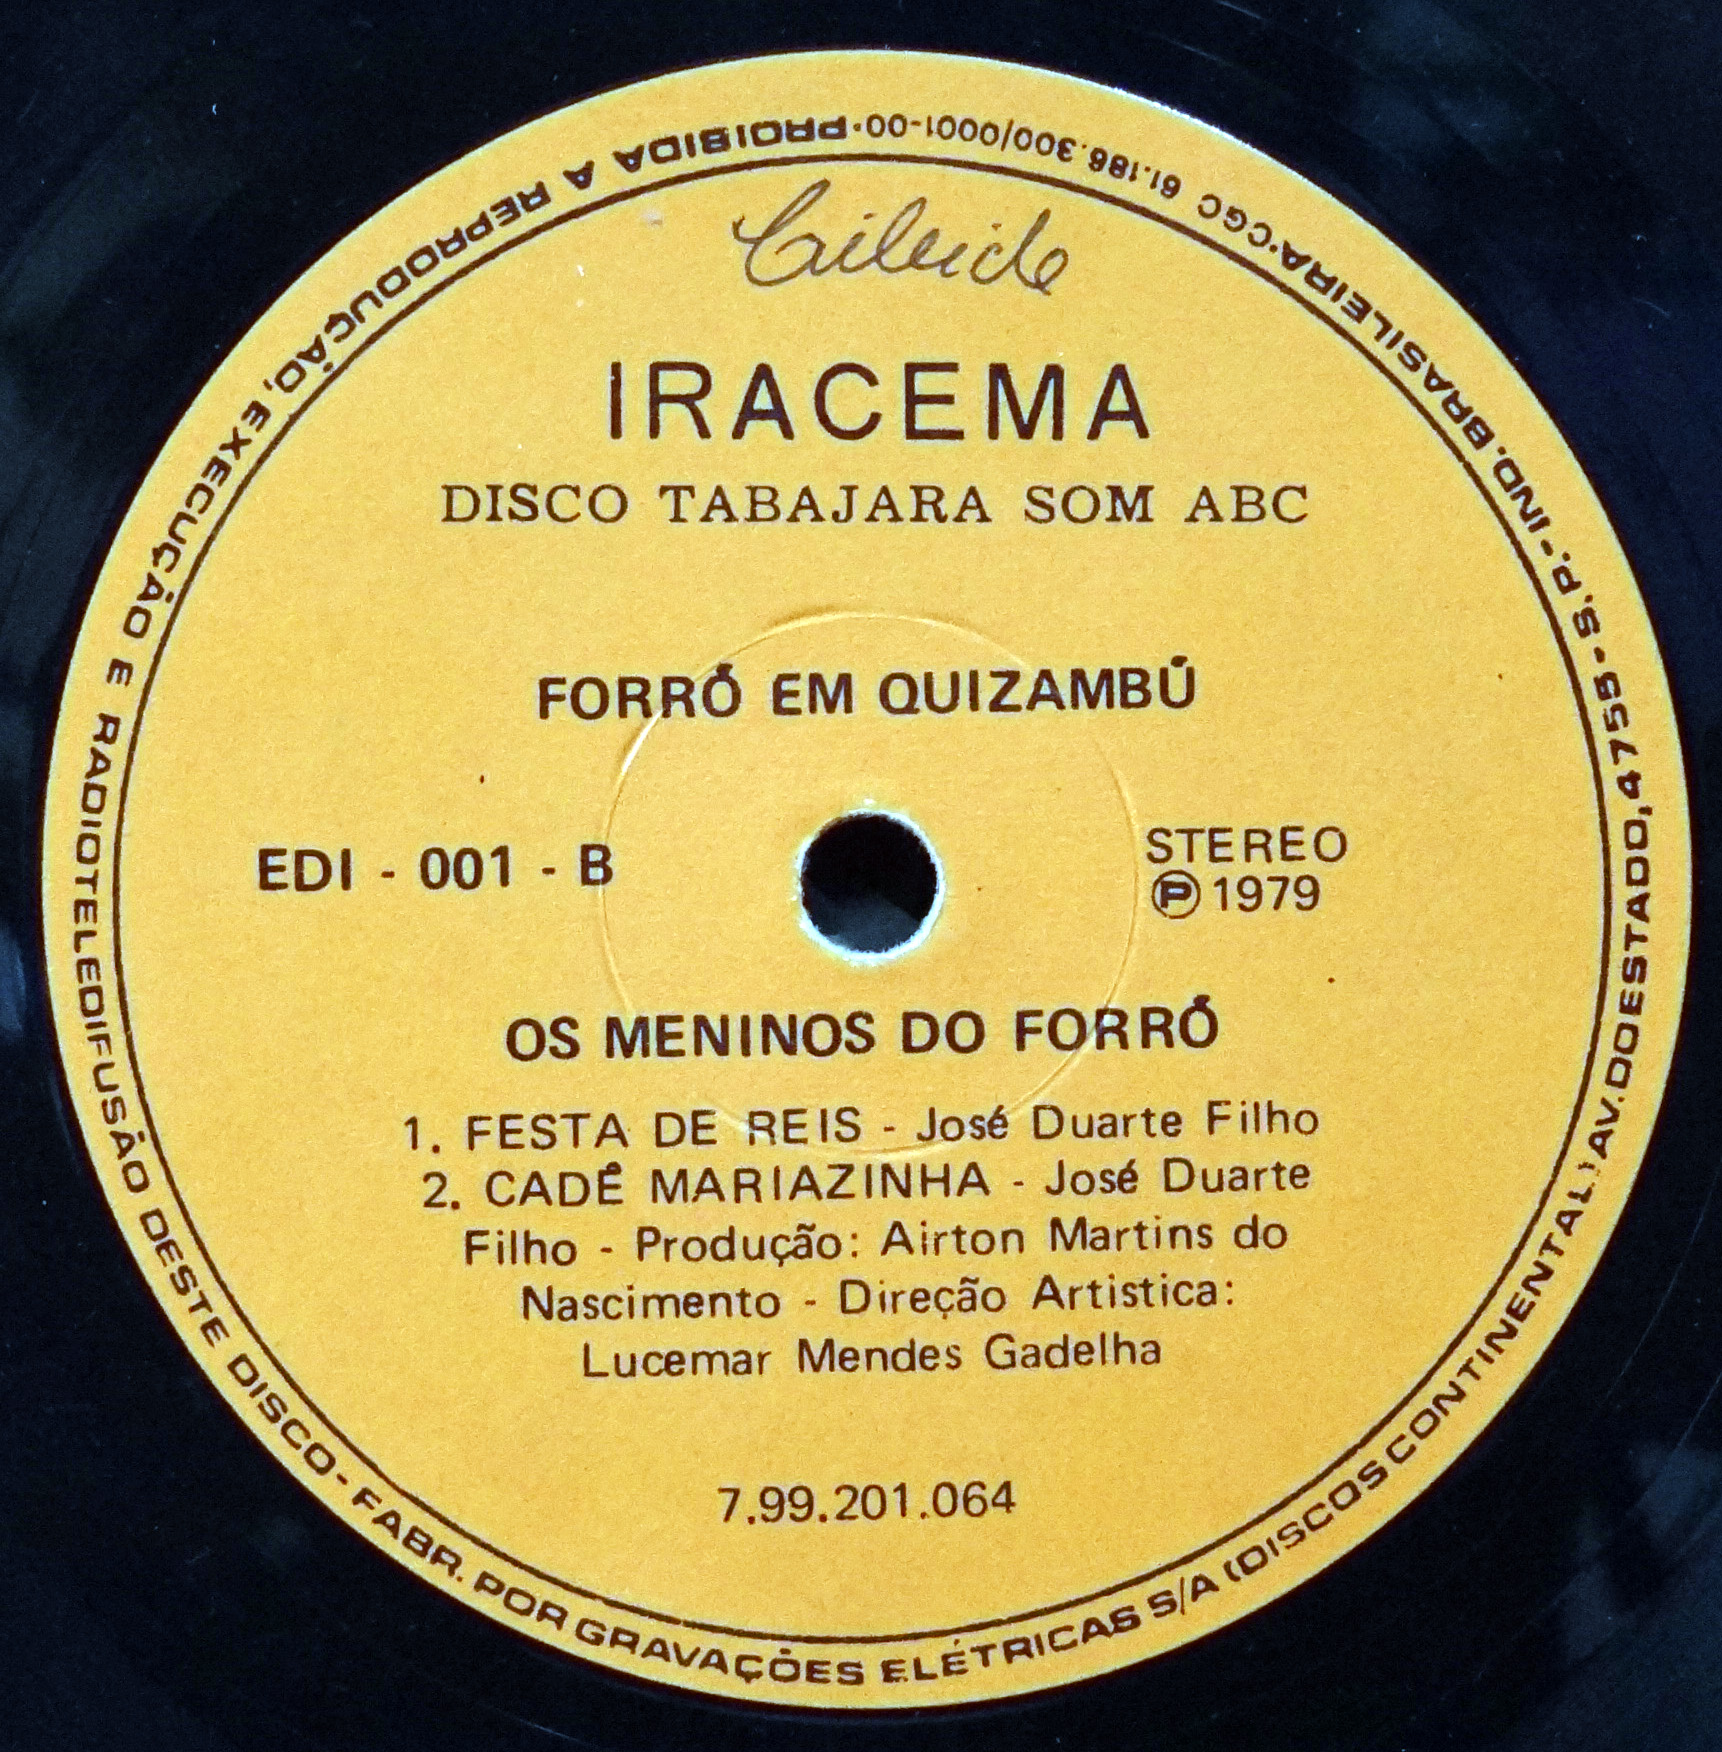 Cileide
IRACEMA
DISCO TABAJARA SOM ABC
FORRÓ EM QUIZAMBÚ
EDI - 001 - B
STEREO
Ⓟ 1979
OS MENINOS DO FORRÓ
1. FESTA DE REIS - José Duarte Filho
2. CADÊ MARIAZINHA - José Duarte
Filho - Produção: Airton Martins do
Nascimento - Direção Artistica:
Lucemar Mendes Gadelha
7.99.201.064
PROIBIDA A REPRODUÇÃO, EXECUÇÃO E RADIOTELEDIFUSÃO DESTE DISCO - FABR. POR GRAVAÇÕES ELÉTRICAS S/A (DISCOS CONTINENTAL) AV. DO ESTADO, 4755 - S.P. - IND. BRASILEIRA • CGC 61.186.300/0001-00 •